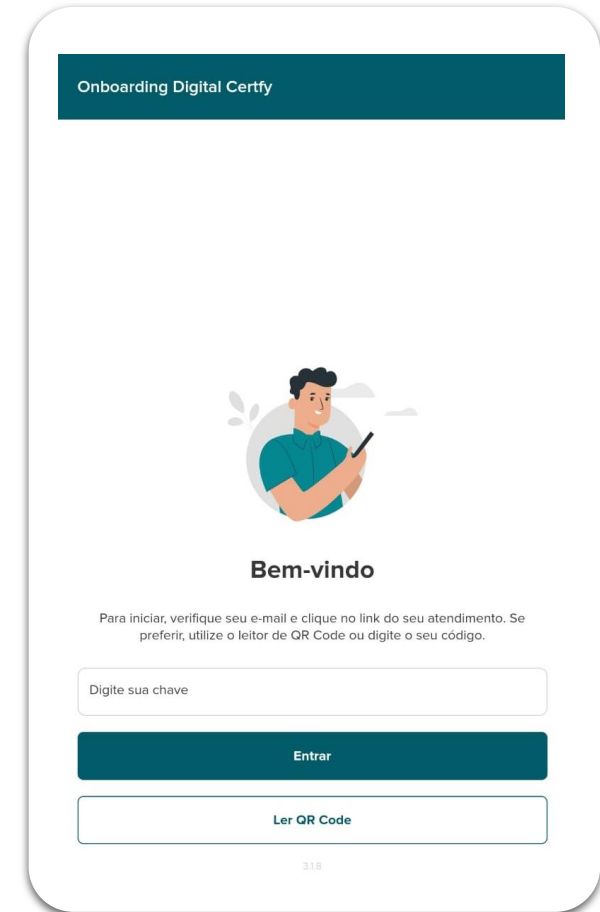 Onboarding Digital Certfy
Bem-vindo
Para iniciar, verifique seu e-mail e clique no link do seu atendimento. Se
preferir, utilize o leitor de QR Code ou digite o seu código.
Digite sua chave
Entrar
Ler QR Code
318